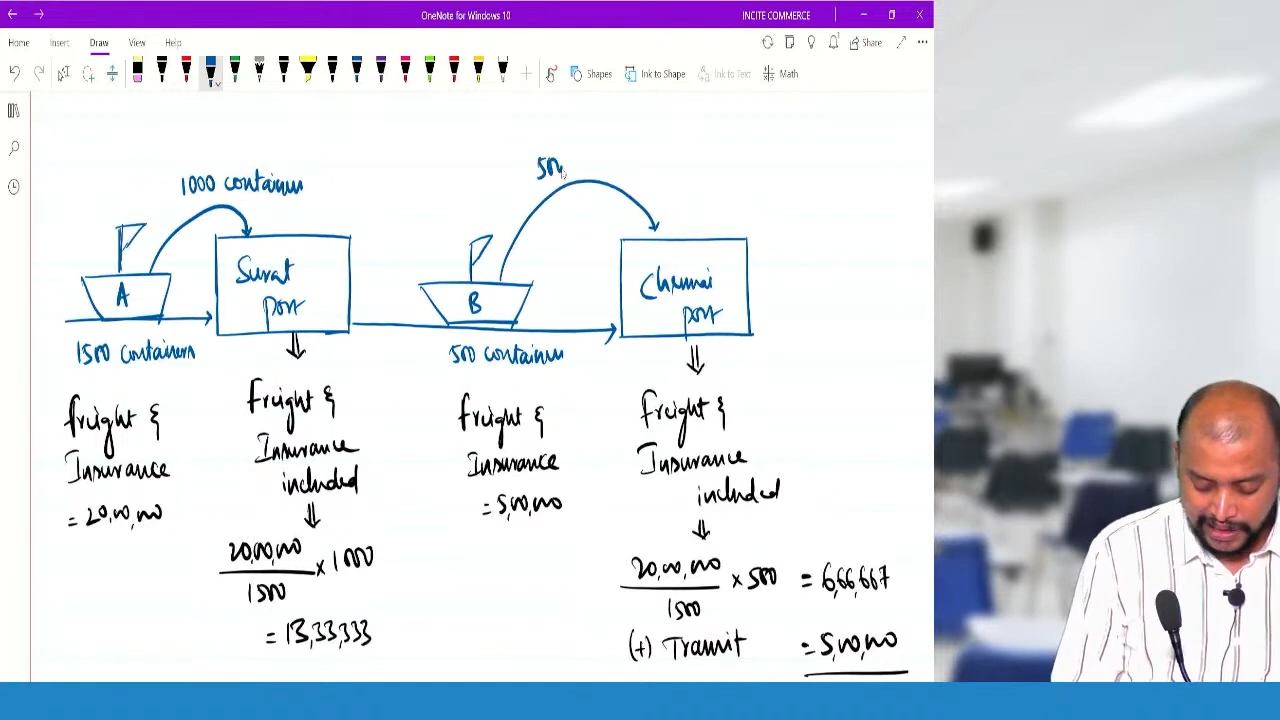 OneNote for Windows 10
INCITE COMMERCE
Home Insert Draw View Help
Share
Shapes Ink to Shape Ink to Text Math
1000 container
500
A
Surat
port
B
Chennai
port
1500 containers
500 container
Freight &
Insurance
= 20,00,000
Freight &
Insurance
included
20,00,000
1500
× 1000
= 13,33,333
Freight &
Insurance
= 5,00,000
Freight &
Insurance
included
20,00,000
1500
× 500 = 6,66,667
(+) Transit = 5,00,000